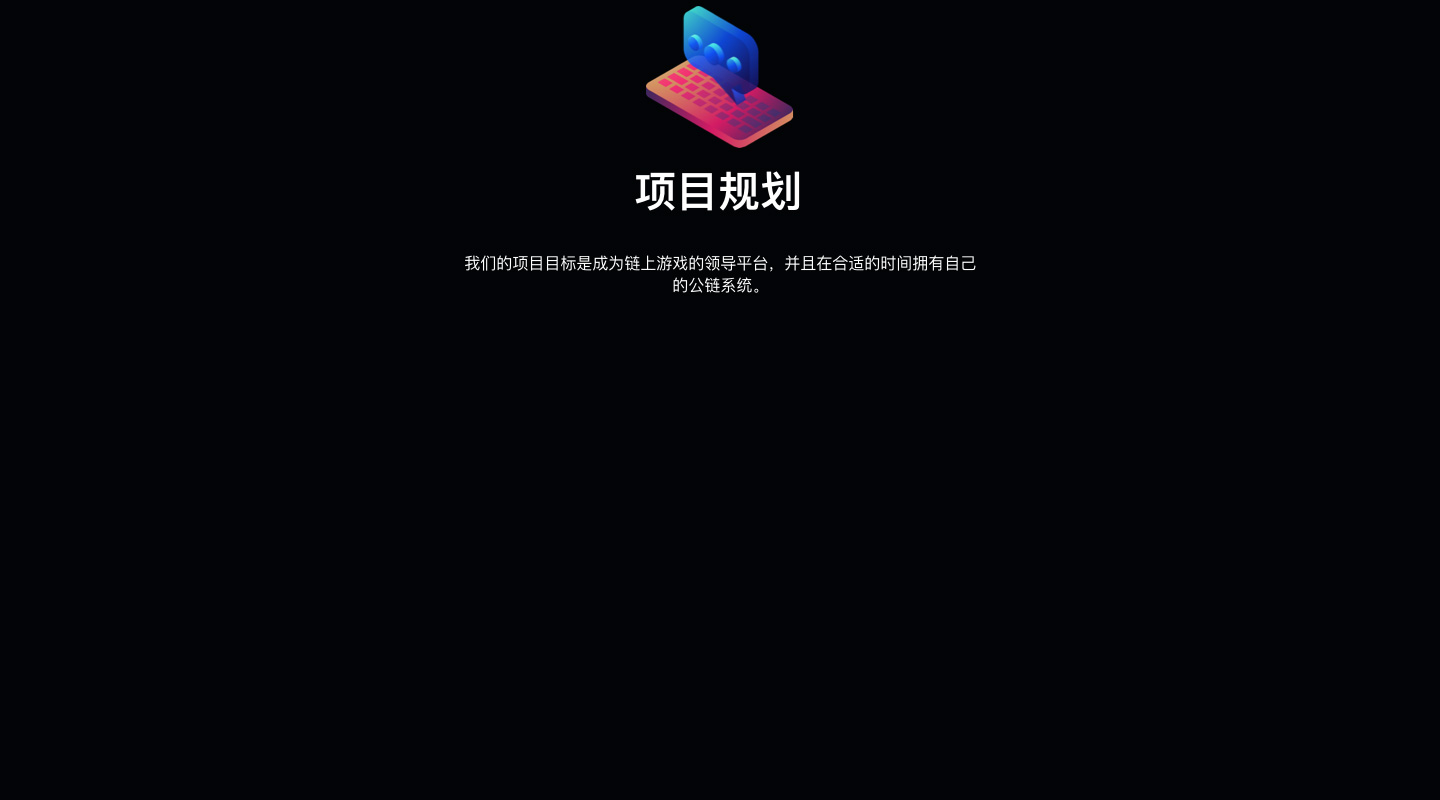 项目规划
我们的项目目标是成为链上游戏的领导平台，并且在合适的时间拥有自己
的公链系统。